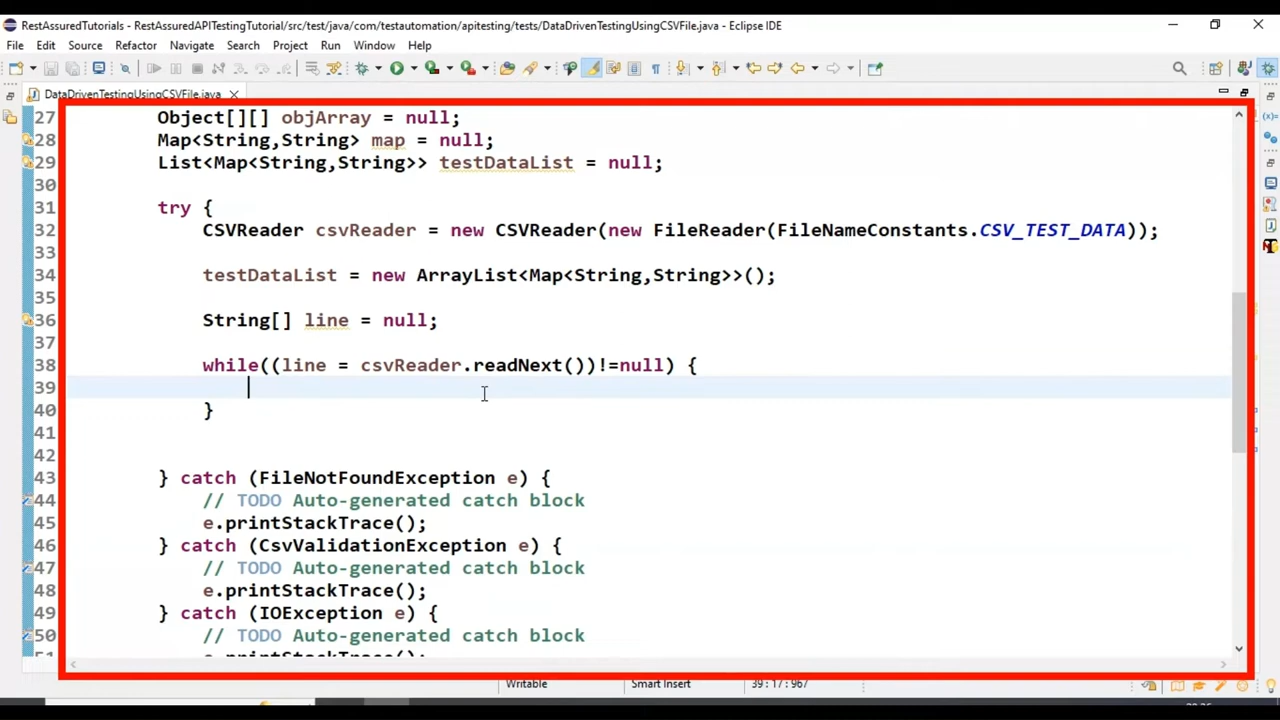 RestAssuredTutorials - RestAssuredAPITestingTutorial/src/test/java/com/testautomation/apitesting/tests/DataDrivenTestingUsingCSVFile.java - Eclipse IDE
File Edit Source Refactor Navigate Search Project Run Window Help
DataDrivenTestingUsingCSVFile.java
27 Object[][] objArray = null;
28 Map<String,String> map = null;
29 List<Map<String,String>> testDataList = null;
30
31 try {
32 CSVReader csvReader = new CSVReader(new FileReader(FileNameConstants.CSV_TEST_DATA));
33
34 testDataList = new ArrayList<Map<String,String>>();
35
36 String[] line = null;
37
38 while((line = csvReader.readNext())!=null) {
39
40 }
41
42
43 } catch (FileNotFoundException e) {
44 // TODO Auto-generated catch block
45 e.printStackTrace();
46 } catch (CsvValidationException e) {
47 // TODO Auto-generated catch block
48 e.printStackTrace();
49 } catch (IOException e) {
50 // TODO Auto-generated catch block
Writable Smart Insert 39 : 17 : 967